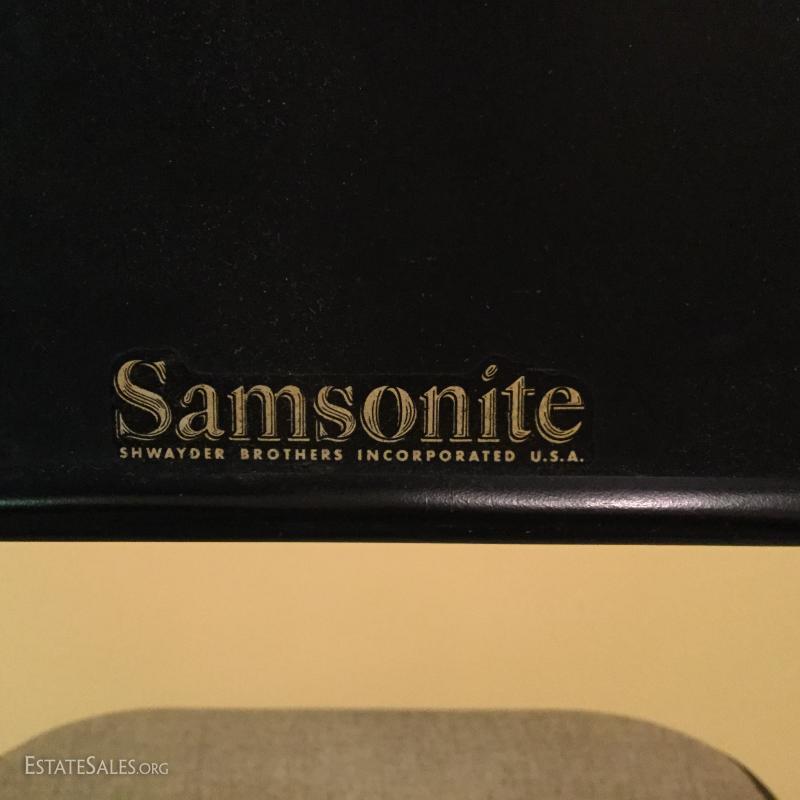 Samsonite
SHWAYDER BROTHERS INCORPORATED U.S.A.
ESTATESALES.ORG